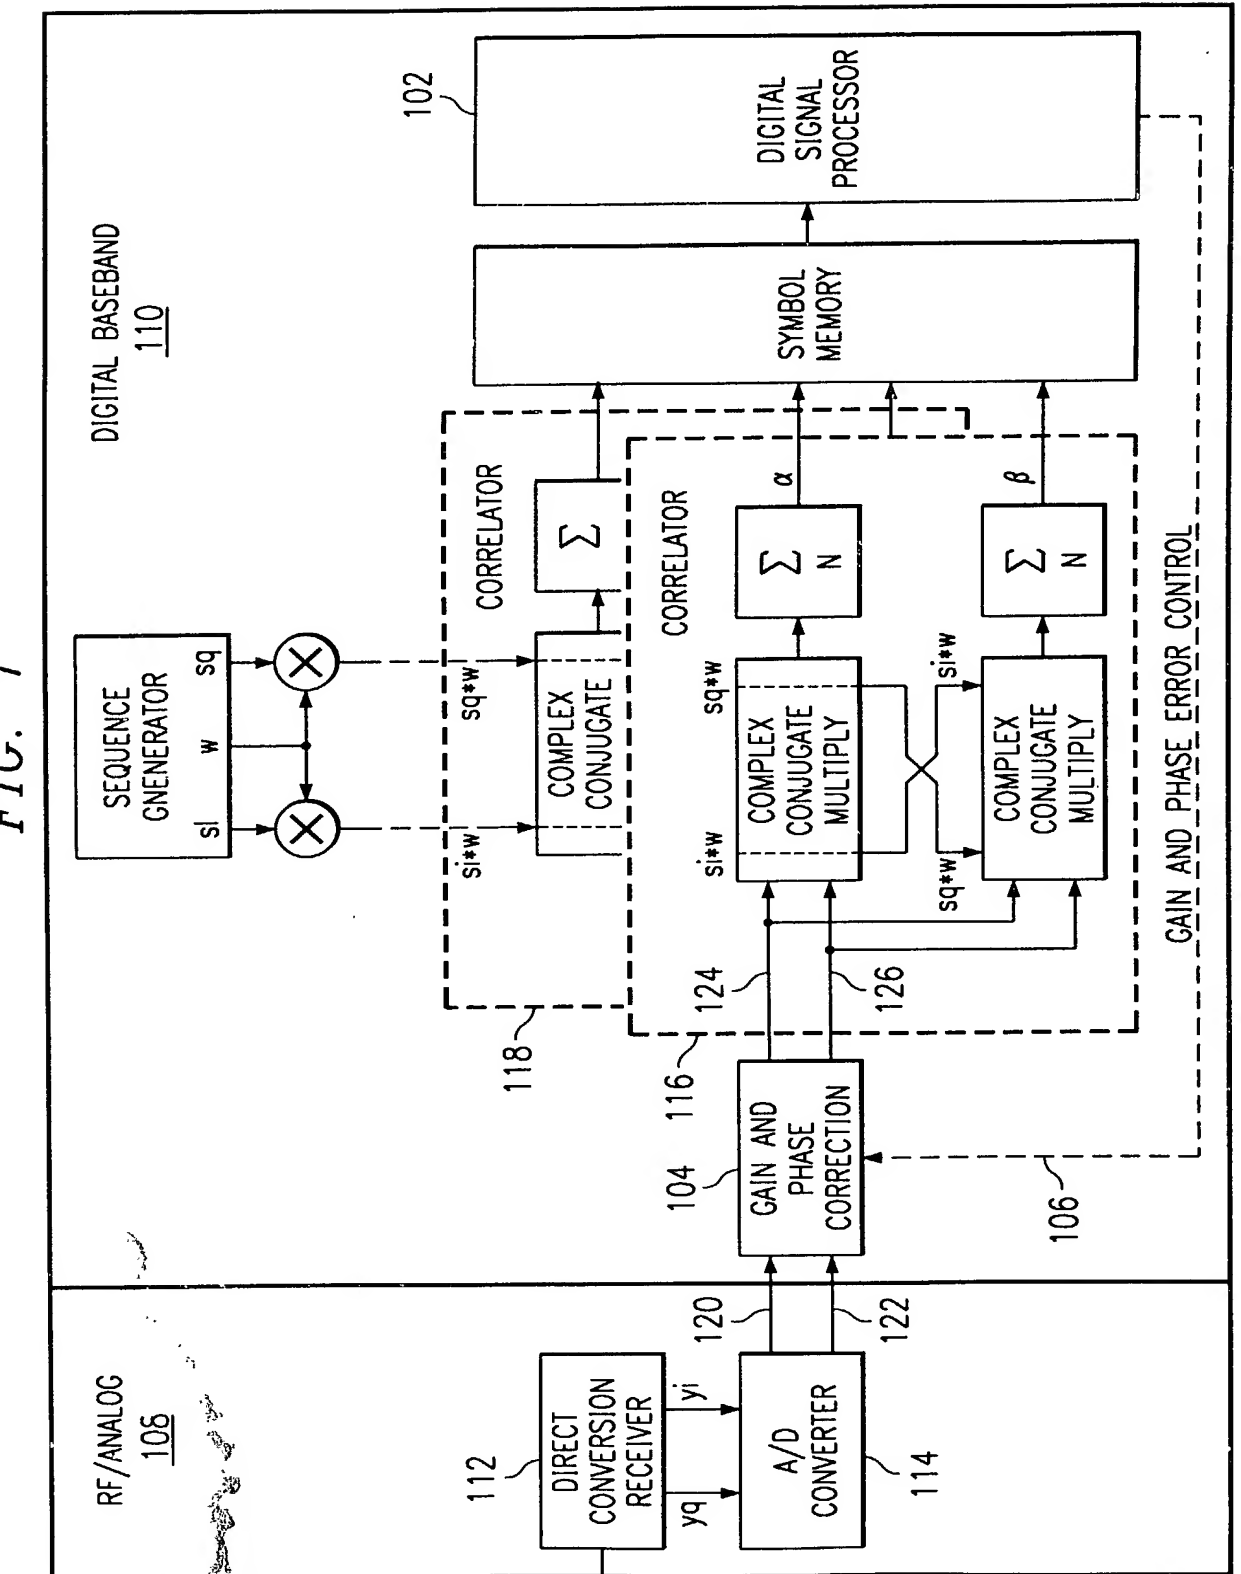 FIG. 1
RF/ANALOG
108
DIGITAL BASEBAND
110
SEQUENCE
GNENERATOR
sI
w
sq
si*w
sq*w
118
CORRELATOR
COMPLEX
CONJUGATE
Σ
112
DIRECT
CONVERSION
RECEIVER
yq
yi
A/D
CONVERTER
114
120
122
104
GAIN AND
PHASE
CORRECTION
116
124
126
CORRELATOR
si*w
sq*w
COMPLEX
CONJUGATE
MULTIPLY
Σ
N
α
sq*w
si*w
COMPLEX
CONJUGATE
MULTIPLY
Σ
N
β
SYMBOL
MEMORY
102
DIGITAL
SIGNAL
PROCESSOR
106
GAIN AND PHASE ERROR CONTROL